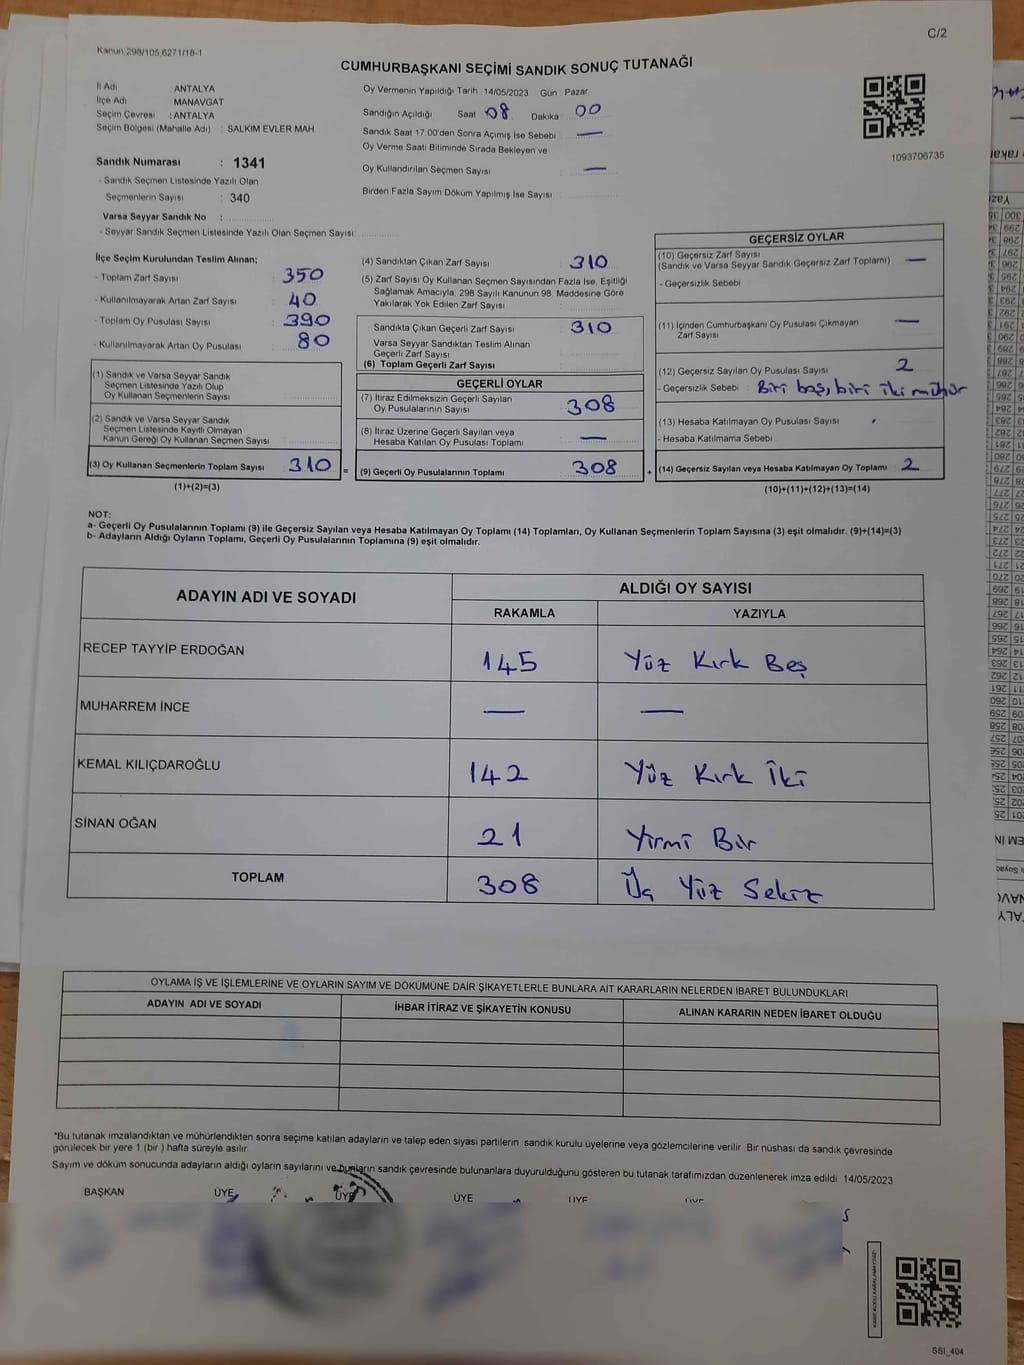 Kanun 298/105,6271/18-1
C/2
CUMHURBAŞKANI SEÇİMİ SANDIK SONUÇ TUTANAĞI
İl Adı : ANTALYA
İlçe Adı : MANAVGAT
Seçim Çevresi : ANTALYA
Seçim Bölgesi (Mahalle Adı) : SALKIM EVLER MAH.
Sandık Numarası : 1341
- Sandık Seçmen Listesinde Yazılı Olan
Seçmenlerin Sayısı : 340
Varsa Seyyar Sandık No :
- Seyyar Sandık Seçmen Listesinde Yazılı Olan Seçmen Sayısı:
Oy Vermenin Yapıldığı Tarih : 14/05/2023 Gün : Pazar
Sandığın Açıldığı Saat 08 Dakika 00
Sandık Saat 17:00'den Sonra Açılmış İse Sebebi : —
Oy Verme Saati Bitiminde Sırada Bekleyen ve
Oy Kullandırılan Seçmen Sayısı : —
Birden Fazla Sayım Döküm Yapılmış İse Sayısı :
1093706735
İlçe Seçim Kurulundan Teslim Alınan;
- Toplam Zarf Sayısı : 350
- Kullanılmayarak Artan Zarf Sayısı : 40
- Toplam Oy Pusulası Sayısı : 390
- Kullanılmayarak Artan Oy Pusulası : 80
(1) Sandık ve Varsa Seyyar Sandık
Seçmen Listesinde Yazılı Olup
Oy Kullanan Seçmenlerin Sayısı :
(2) Sandık ve Varsa Seyyar Sandık
Seçmen Listesinde Kayıtlı Olmayan
Kanun Gereği Oy Kullanan Seçmen Sayısı :
(3) Oy Kullanan Seçmenlerin Toplam Sayısı : 310 =
(1)+(2)=(3)
(4) Sandıktan Çıkan Zarf Sayısı : 310
(5) Zarf Sayısı Oy Kullanan Seçmen Sayısından Fazla İse, Eşitliği
Sağlamak Amacıyla, 298 Sayılı Kanunun 98. Maddesine Göre
Yakılarak Yok Edilen Zarf Sayısı :
Sandıkta Çıkan Geçerli Zarf Sayısı : 310
Varsa Seyyar Sandıktan Teslim Alınan
Geçerli Zarf Sayısı
(6) Toplam Geçerli Zarf Sayısı :
GEÇERLİ OYLAR
(7) İtiraz Edilmeksizin Geçerli Sayılan
Oy Pusulalarının Sayısı : 308
(8) İtiraz Üzerine Geçerli Sayılan veya
Hesaba Katılan Oy Pusulası Toplamı : —
(9) Geçerli Oy Pusulalarının Toplamı : 308 +
GEÇERSİZ OYLAR
(10) Geçersiz Zarf Sayısı
(Sandık ve Varsa Seyyar Sandık Geçersiz Zarf Toplamı) : —
- Geçersizlik Sebebi :
(11) İçinden Cumhurbaşkanı Oy Pusulası Çıkmayan
Zarf Sayısı : —
(12) Geçersiz Sayılan Oy Pusulası Sayısı : 2
- Geçersizlik Sebebi : Biri boş, biri iki mühür
(13) Hesaba Katılmayan Oy Pusulası Sayısı :
- Hesaba Katılmama Sebebi :
(14) Geçersiz Sayılan veya Hesaba Katılmayan Oy Toplamı : 2
(10)+(11)+(12)+(13)=(14)
NOT:
a- Geçerli Oy Pusulalarının Toplamı (9) ile Geçersiz Sayılan veya Hesaba Katılmayan Oy Toplamı (14) Toplamları, Oy Kullanan Seçmenlerin Toplam Sayısına (3) eşit olmalıdır. (9)+(14)=(3)
b- Adayların Aldığı Oyların Toplamı, Geçerli Oy Pusulalarının Toplamına (9) eşit olmalıdır.
ADAYIN ADI VE SOYADI ALDIĞI OY SAYISI
RAKAMLA YAZIYLA
RECEP TAYYİP ERDOĞAN 145 Yüz Kırk Beş
MUHARREM İNCE — —
KEMAL KILIÇDAROĞLU 142 Yüz Kırk İki
SİNAN OĞAN 21 Yirmi Bir
TOPLAM 308 Üç Yüz Sekiz
OYLAMA İŞ VE İŞLEMLERİNE VE OYLARIN SAYIM VE DÖKÜMÜNE DAİR ŞİKAYETLERLE BUNLARA AİT KARARLARIN NELERDEN İBARET BULUNDUKLARI
ADAYIN ADI VE SOYADI İHBAR İTİRAZ VE ŞİKAYETİN KONUSU ALINAN KARARIN NEDEN İBARET OLDUĞU
*Bu tutanak imzalandıktan ve mühürlendikten sonra seçime katılan adayların ve talep eden siyasi partilerin sandık kurulu üyelerine veya gözlemcilerine verilir. Bir nüshası da sandık çevresinde
görülecek bir yere 1 (bir ) hafta süreyle asılır.
Sayım ve döküm sonucunda adayların aldığı oyların sayılarını ve bunların sandık çevresinde bulunanlara duyurulduğunu gösteren bu tutanak tarafımızdan düzenlenerek imza edildi. 14/05/2023
BAŞKAN ÜYE ÜYE ÜYE ÜYE ÜYE
SSI_404